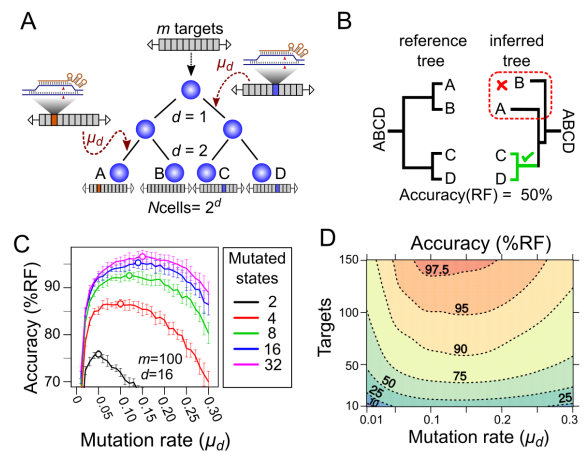 A
m targets
μd
μd
d = 1
d = 2
A B C D
Ncells= 2^d
B
reference tree
inferred tree
ABCD
A
B
C
D
B
A
C
D
ABCD
Accuracy(RF) = 50%
C
Accuracy (%RF)
90
80
70
m=100
d=16
0 0.05 0.10 0.12 0.20 0.25 0.30
Mutation rate (μd)
Mutated
states
2
4
8
16
32
D
Accuracy (%RF)
Targets
150
100
50
10
97.5
95
90
75
50
25
10
25
0.01 0.1 0.2 0.3
Mutation rate (μd)